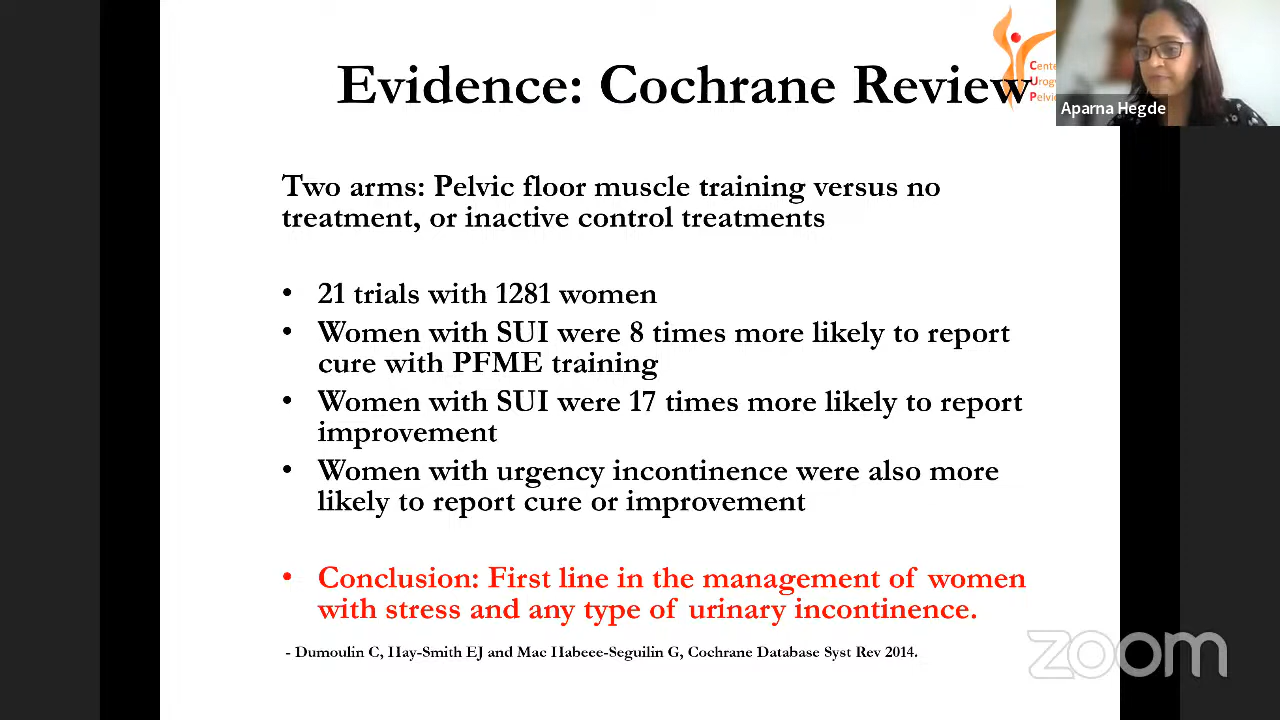 Evidence: Cochrane Review
Cente
Urogy
Pelvic
Aparna Hegde
Two arms: Pelvic floor muscle training versus no
treatment, or inactive control treatments
• 21 trials with 1281 women
• Women with SUI were 8 times more likely to report
cure with PFME training
• Women with SUI were 17 times more likely to report
improvement
• Women with urgency incontinence were also more
likely to report cure or improvement
• Conclusion: First line in the management of women
with stress and any type of urinary incontinence.
- Dumoulin C, Hay-Smith EJ and Mac Habeee-Seguilin G, Cochrane Database Syst Rev 2014.
zoom